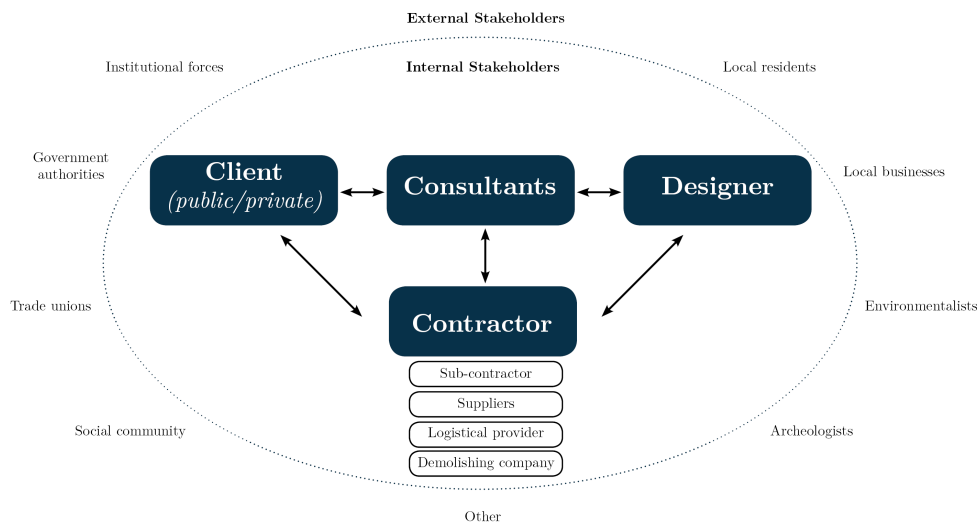 External Stakeholders
Institutional forces
Internal Stakeholders
Local residents
Government
authorities
Client
(public/private)
Consultants
Designer
Local businesses
Trade unions
Contractor
Environmentalists
Sub-contractor
Suppliers
Social community
Logistical provider
Archeologists
Demolishing company
Other